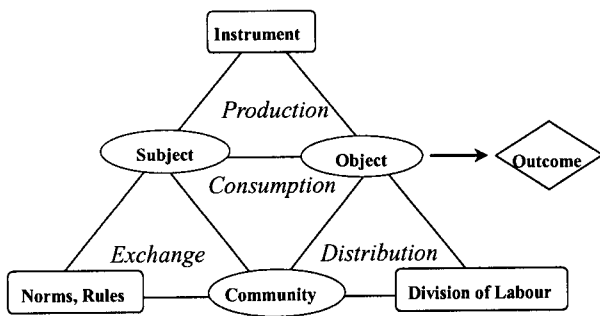 Instrument
Production
Subject
Object
Outcome
Consumption
Exchange
Distribution
Norms, Rules
Community
Division of Labour